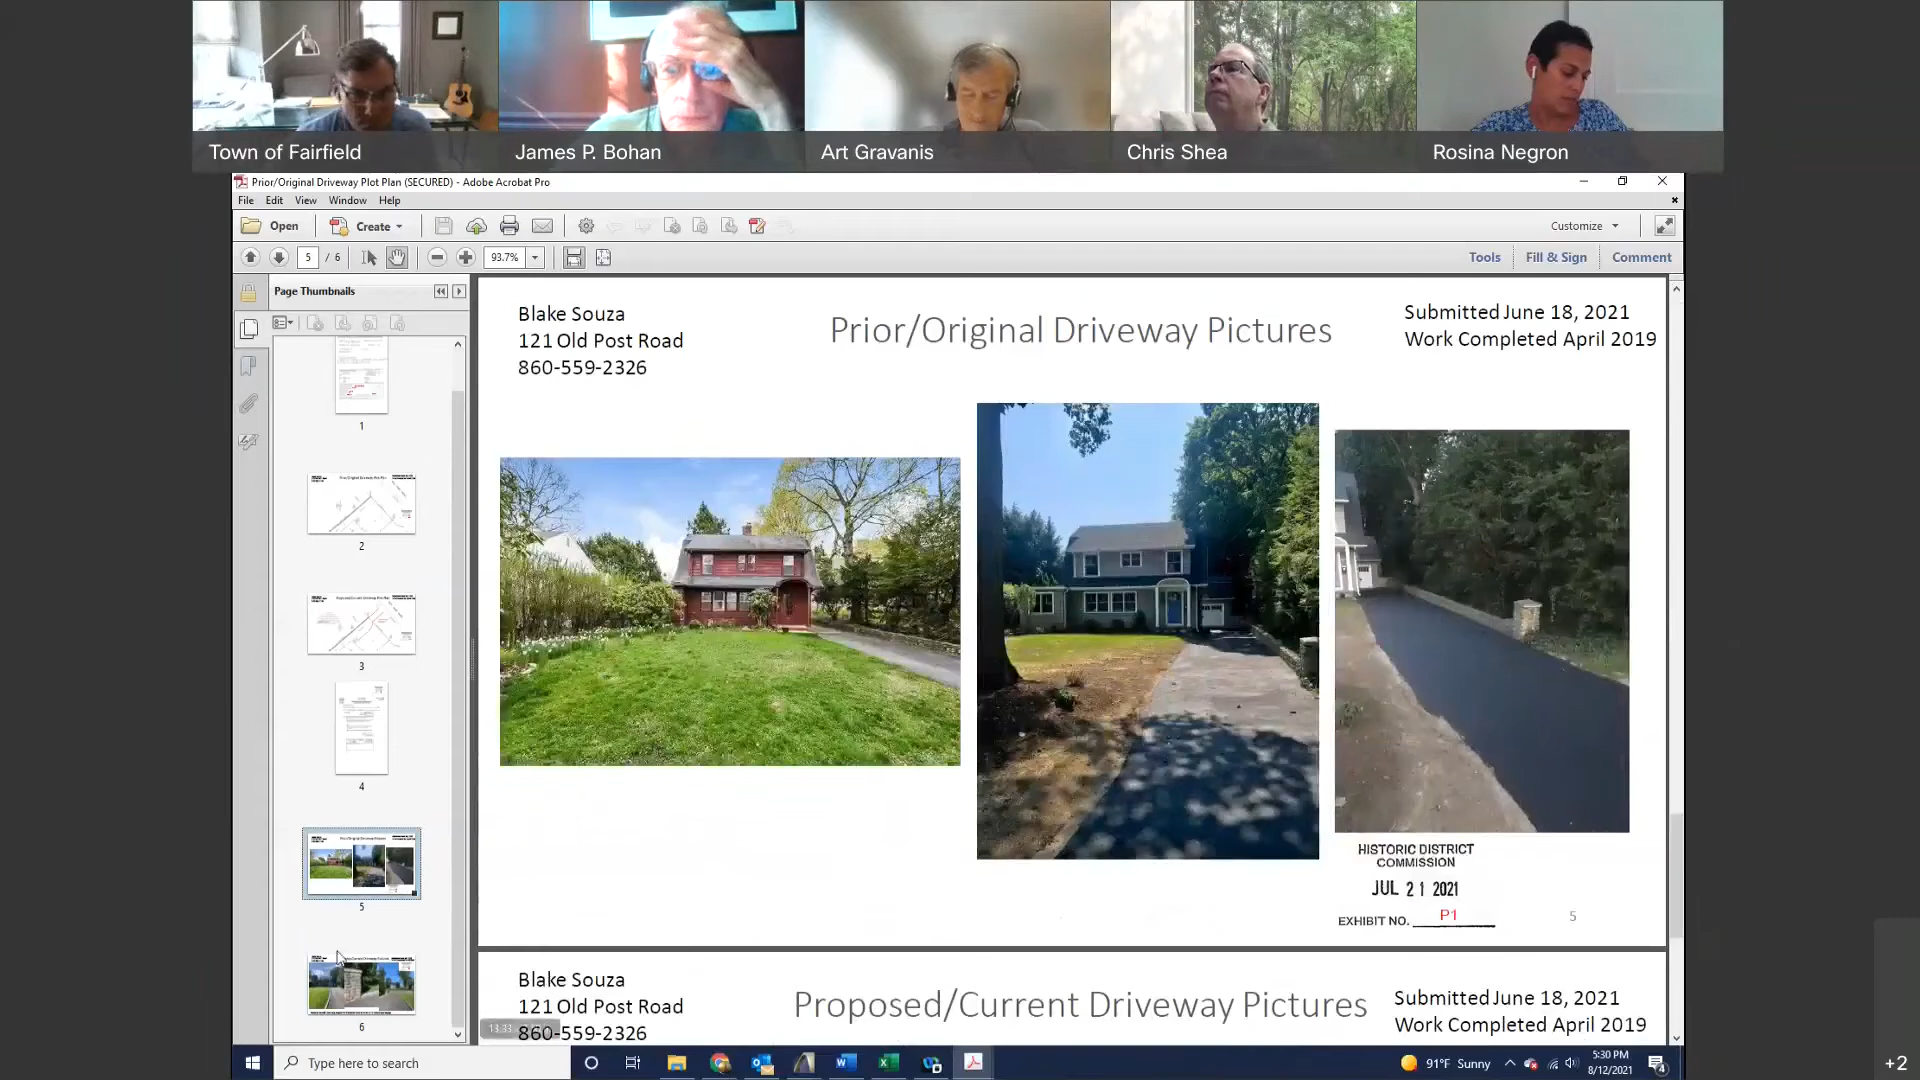 Town of Fairfield
James P. Bohan
Art Gravanis
Chris Shea
Rosina Negron
Prior/Original Driveway Plot Plan (SECURED) - Adobe Acrobat Pro
File Edit View Window Help
Open
Create
Customize
5 / 6
93.7%
Tools
Fill & Sign
Comment
Page Thumbnails
1
2
3
4
5
6
Blake Souza
121 Old Post Road
860-559-2326
Prior/Original Driveway Pictures
Submitted June 18, 2021
Work Completed April 2019
HISTORIC DISTRICT
COMMISSION
JUL 21 2021
EXHIBIT NO. P1
5
Blake Souza
121 Old Post Road
860-559-2326
Proposed/Current Driveway Pictures
Submitted June 18, 2021
Work Completed April 2019
Type here to search
91°F Sunny
5:30 PM
8/12/2021
+2